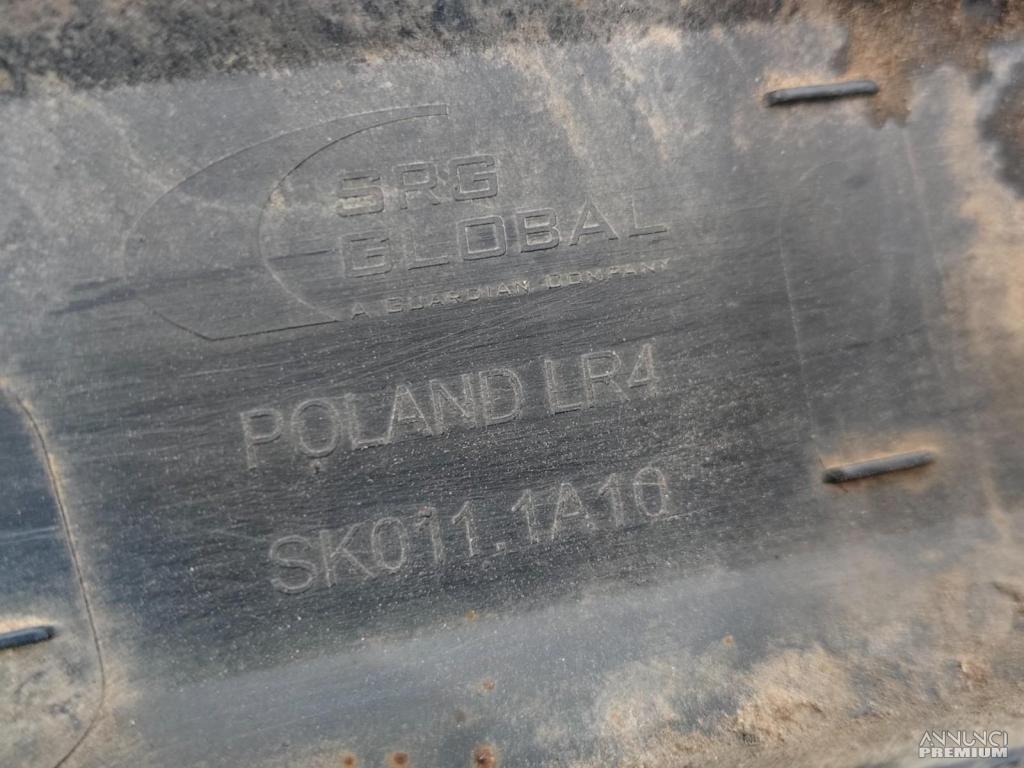 SRG
GLOBAL
A GUARDIAN COMPANY
POLAND LR4
SK011.1A10
ANNUNCI
PREMIUM